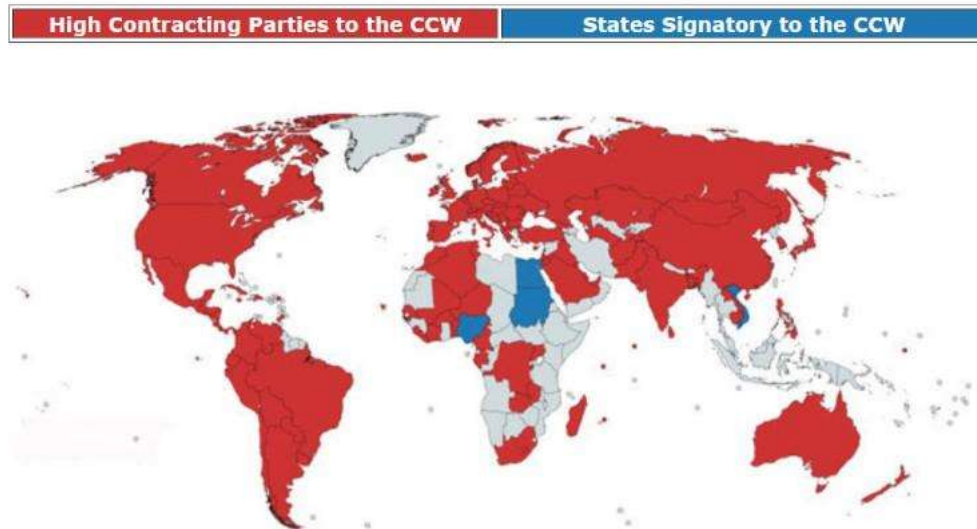 High Contracting Parties to the CCW
States Signatory to the CCW